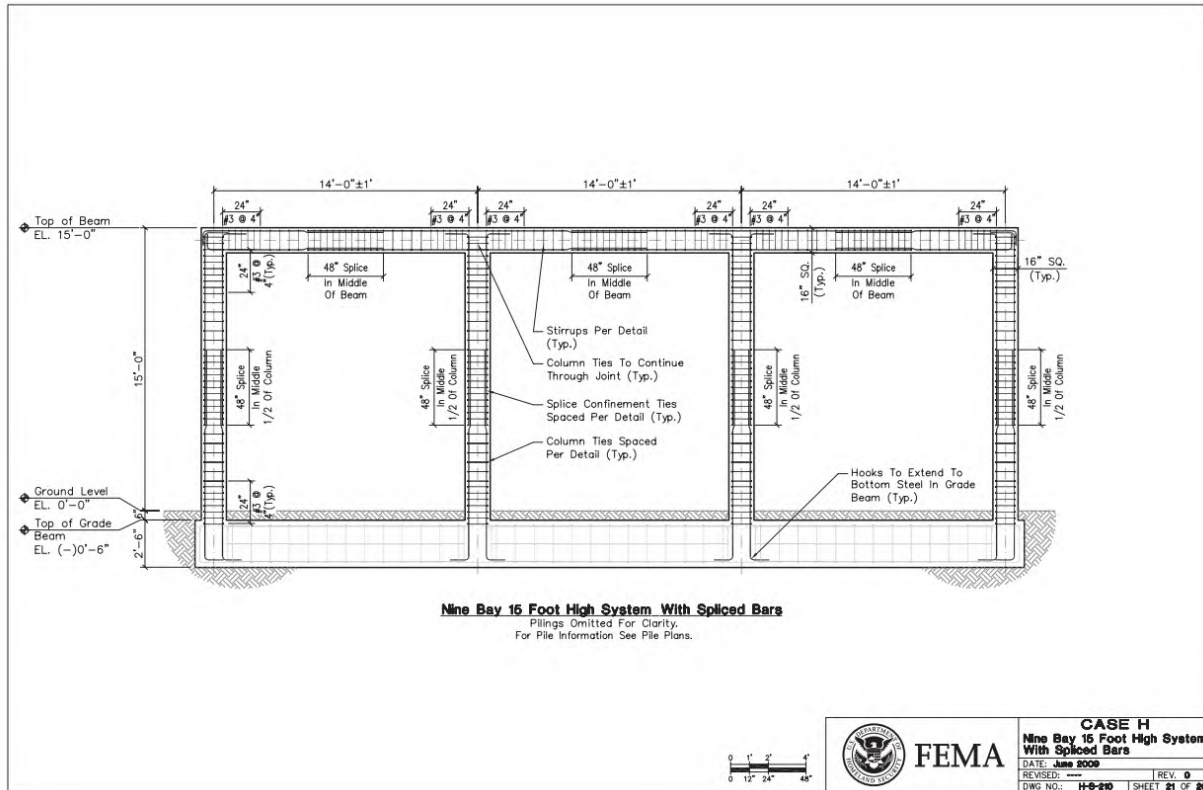 14'-0"±1'
14'-0"±1'
14'-0"±1'
24"
#3 @ 4"
24"
#3 @ 4"
24"
#3 @ 4"
24"
#3 @ 4"
24"
#3 @ 4"
24"
#3 @ 4"
Top of Beam
EL. 15'-0"
24"
#3 @
4"(Typ.)
48" Splice
In Middle
Of Beam
48" Splice
In Middle
Of Beam
48" Splice
In Middle
Of Beam
16" SQ.
(Typ.)
16" SQ.
(Typ.)
Stirrups Per Detail
(Typ.)
Column Ties To Continue
Through Joint (Typ.)
15'-0"
48" Splice
In Middle
1/2 Of Column
48" Splice
In Middle
1/2 Of Column
48" Splice
In Middle
1/2 Of Column
48" Splice
In Middle
1/2 Of Column
Splice Confinement Ties
Spaced Per Detail (Typ.)
Column Ties Spaced
Per Detail (Typ.)
Hooks To Extend To
Bottom Steel In Grade
Beam (Typ.)
Ground Level
EL. 0'-0"
24"
#3 @
4"(Typ.)
6"
Top of Grade
Beam
EL. (-)0'-6"
2'-6"
Nine Bay 15 Foot High System With Spliced Bars
Pilings Omitted For Clarity.
For Pile Information See Pile Plans.
0 1' 2' 4'
0 12" 24" 48"
U.S. DEPARTMENT OF
HOMELAND SECURITY
FEMA
CASE H
Nine Bay 15 Foot High System
With Spliced Bars
DATE: June 2009
REVISED: ----
REV. 0
DWG NO.: H-S-210
SHEET 21 OF